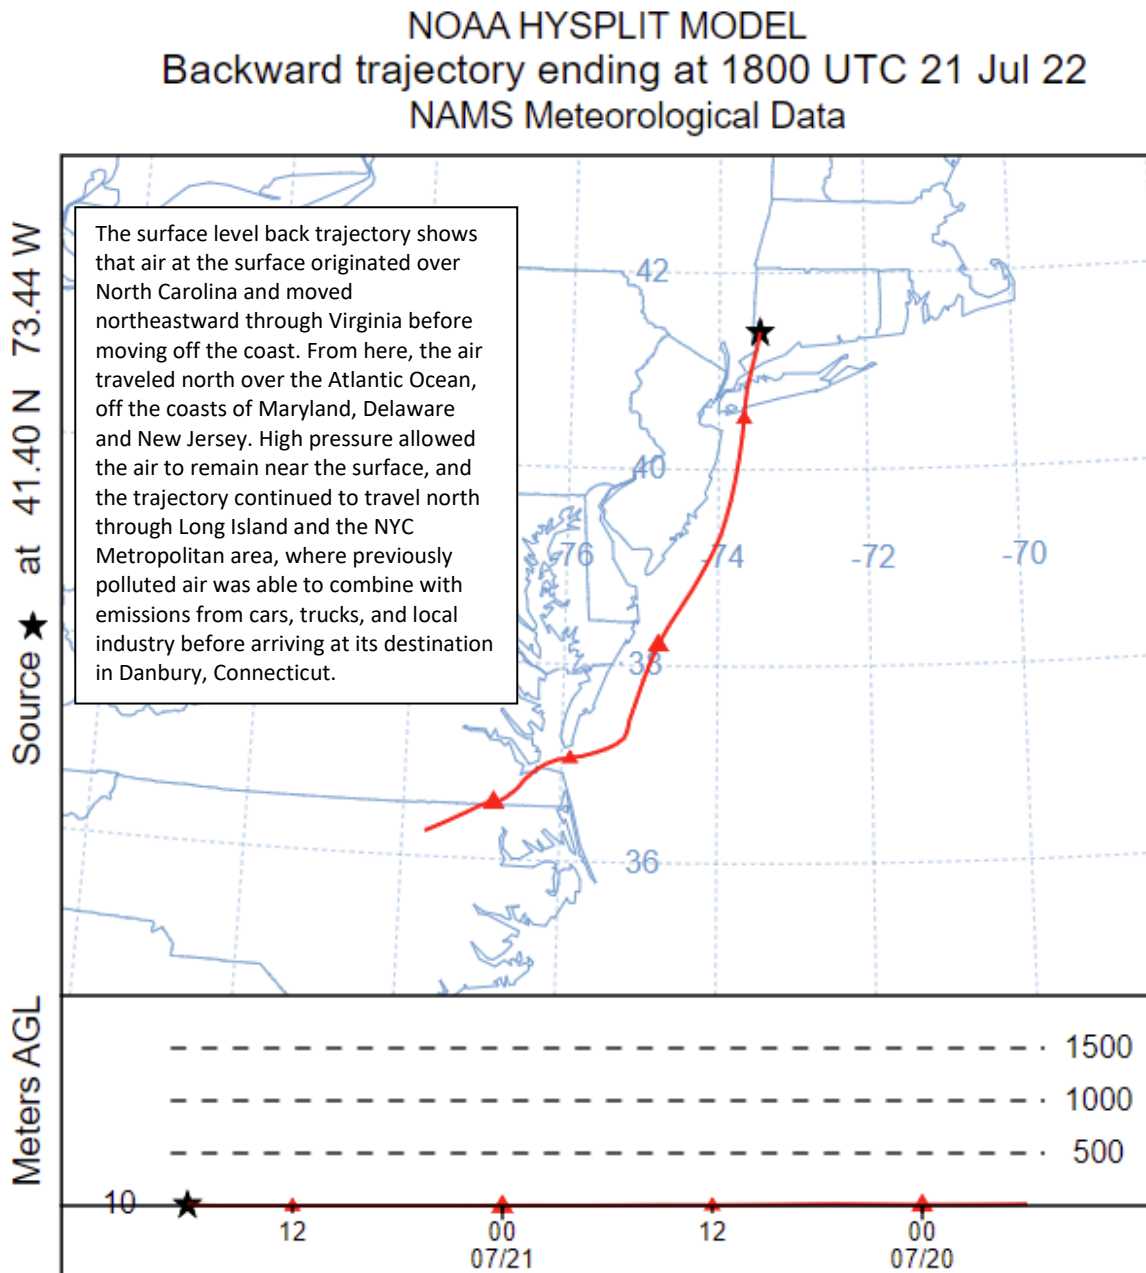 NOAA HYSPLIT MODEL
Backward trajectory ending at 1800 UTC 21 Jul 22
NAMS Meteorological Data
Source ★ at 41.40 N 73.44 W
The surface level back trajectory shows
that air at the surface originated over
North Carolina and moved
northeastward through Virginia before
moving off the coast. From here, the air
traveled north over the Atlantic Ocean,
off the coasts of Maryland, Delaware
and New Jersey. High pressure allowed
the air to remain near the surface, and
the trajectory continued to travel north
through Long Island and the NYC
Metropolitan area, where previously
polluted air was able to combine with
emissions from cars, trucks, and local
industry before arriving at its destination
in Danbury, Connecticut.
42
40
-76 -74 -72 -70
38
36
Meters AGL
1500
1000
500
10
12 00 12 00
07/21 07/20